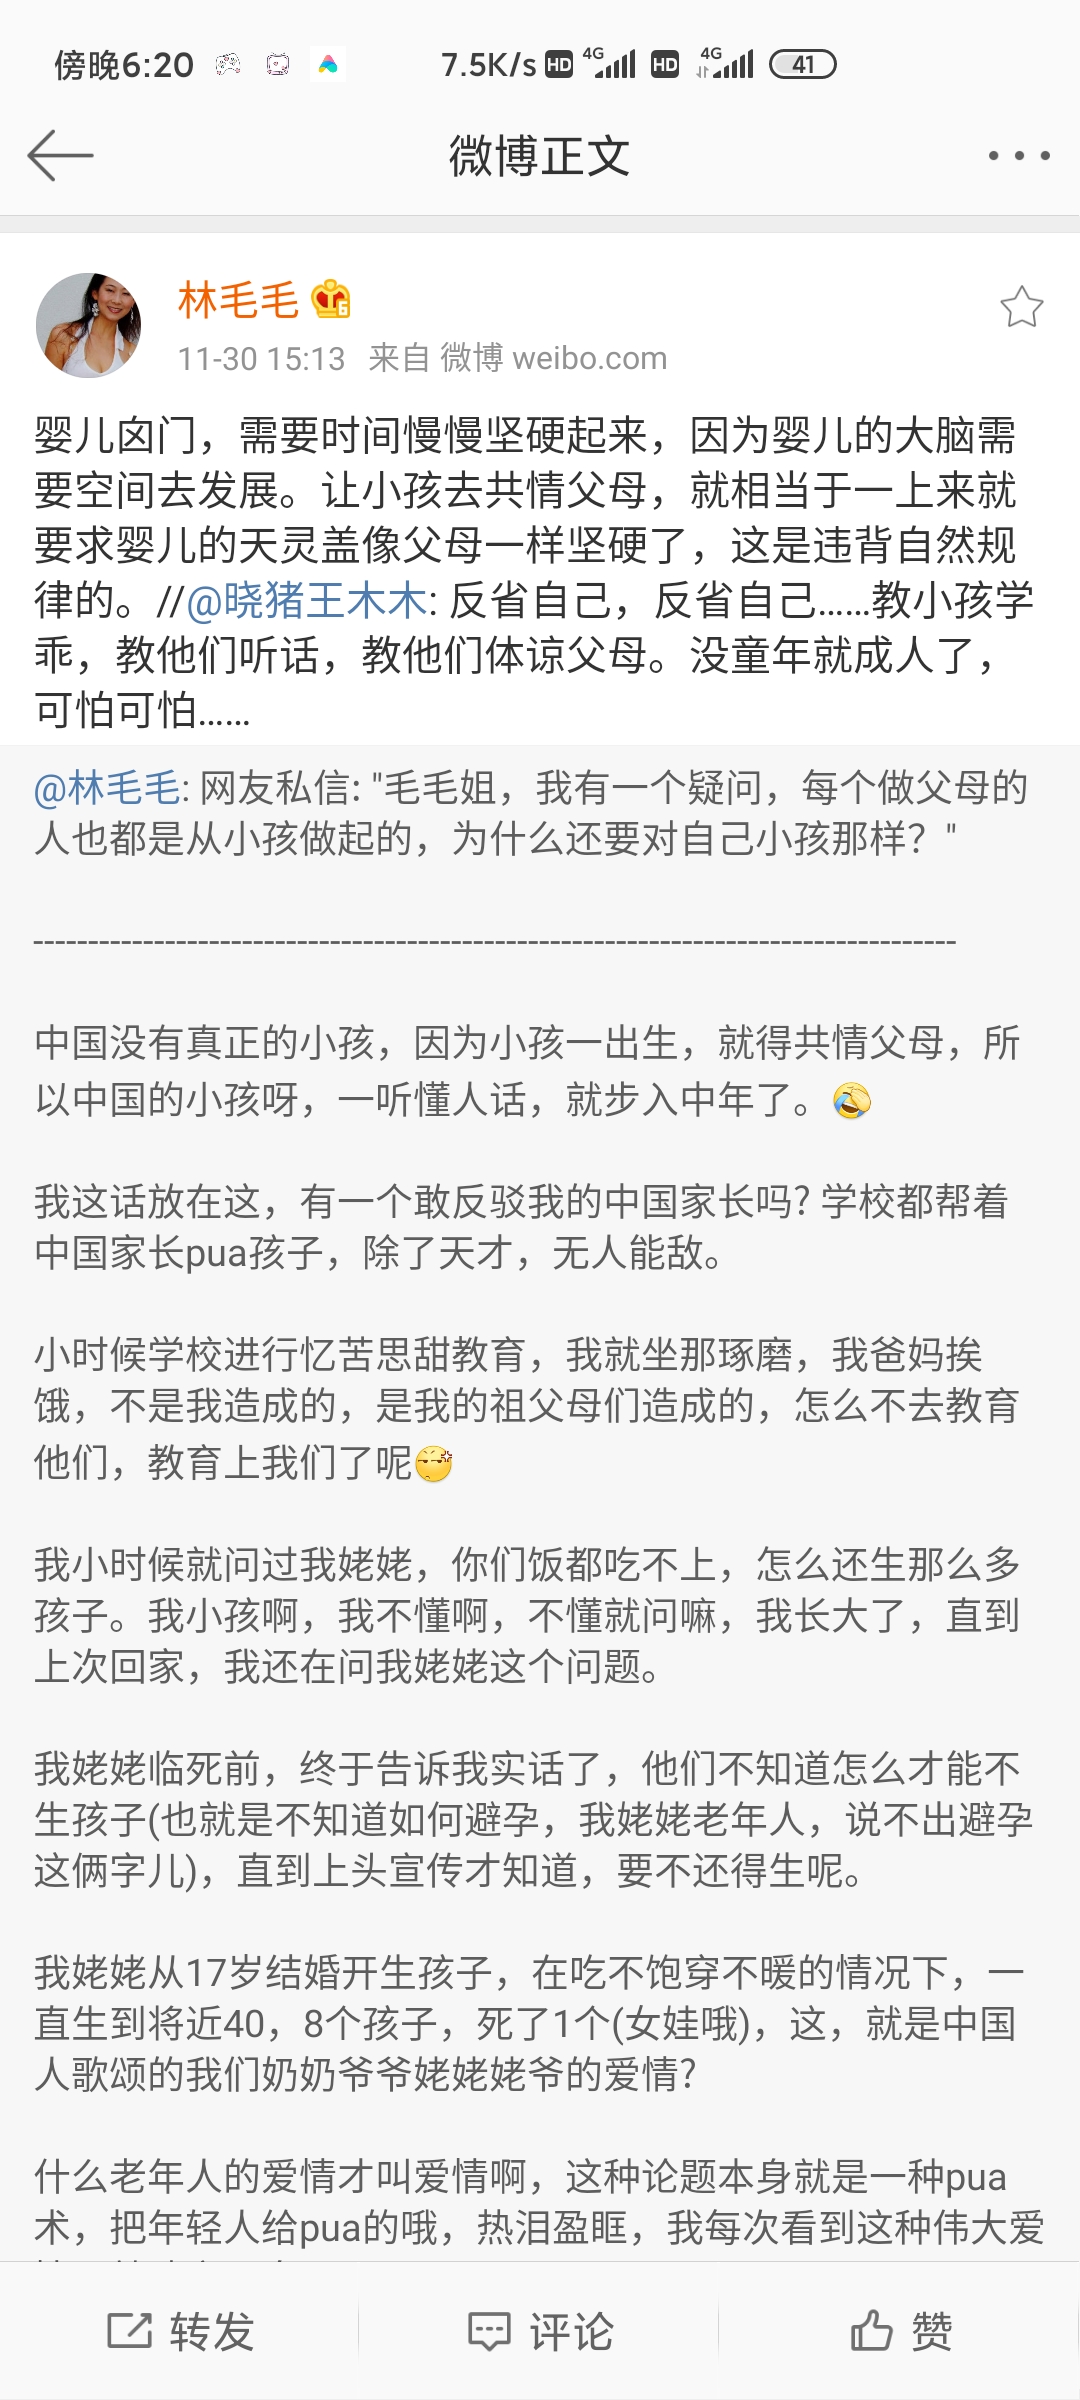 傍晚6:20
7.5K/s HD 4G HD 4G 41
微博正文
林毛毛
11-30 15:13 来自 微博 weibo.com
婴儿囟门，需要时间慢慢坚硬起来，因为婴儿的大脑需
要空间去发展。让小孩去共情父母，就相当于一上来就
要求婴儿的天灵盖像父母一样坚硬了，这是违背自然规
律的。//@晓猪王木木: 反省自己，反省自己……教小孩学
乖，教他们听话，教他们体谅父母。没童年就成人了，
可怕可怕……
@林毛毛: 网友私信: "毛毛姐，我有一个疑问，每个做父母的
人也都是从小孩做起的，为什么还要对自己小孩那样？"
-------------------------------------------------------------------------------------
中国没有真正的小孩，因为小孩一出生，就得共情父母，所
以中国的小孩呀，一听懂人话，就步入中年了。🤣
我这话放在这，有一个敢反驳我的中国家长吗? 学校都帮着
中国家长pua孩子，除了天才，无人能敌。
小时候学校进行忆苦思甜教育，我就坐那琢磨，我爸妈挨
饿，不是我造成的，是我的祖父母们造成的，怎么不去教育
他们，教育上我们了呢
我小时候就问过我姥姥，你们饭都吃不上，怎么还生那么多
孩子。我小孩啊，我不懂啊，不懂就问嘛，我长大了，直到
上次回家，我还在问我姥姥这个问题。
我姥姥临死前，终于告诉我实话了，他们不知道怎么才能不
生孩子(也就是不知道如何避孕，我姥姥老年人，说不出避孕
这俩字儿)，直到上头宣传才知道，要不还得生呢。
我姥姥从17岁结婚开生孩子，在吃不饱穿不暖的情况下，一
直生到将近40，8个孩子，死了1个(女娃哦)，这，就是中国
人歌颂的我们奶奶爷爷姥姥姥爷的爱情?
什么老年人的爱情才叫爱情啊，这种论题本身就是一种pua
术，把年轻人给pua的哦，热泪盈眶，我每次看到这种伟大爱
转发 评论 赞